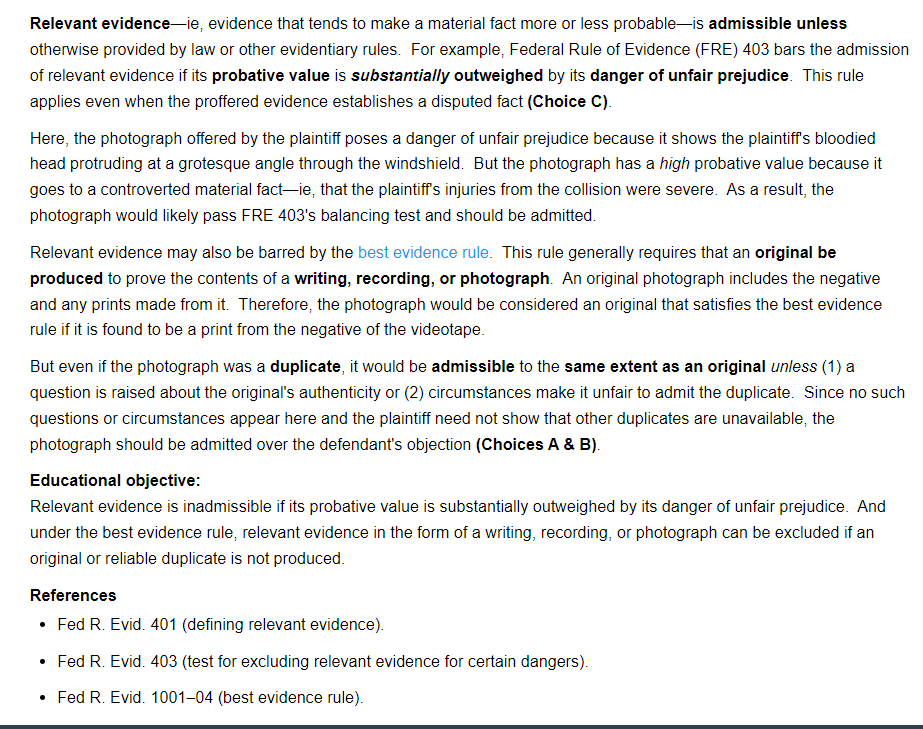 Relevant evidence—ie, evidence that tends to make a material fact more or less probable—is admissible unless
otherwise provided by law or other evidentiary rules.  For example, Federal Rule of Evidence (FRE) 403 bars the admission
of relevant evidence if its probative value is substantially outweighed by its danger of unfair prejudice.  This rule
applies even when the proffered evidence establishes a disputed fact (Choice C).
Here, the photograph offered by the plaintiff poses a danger of unfair prejudice because it shows the plaintiff's bloodied
head protruding at a grotesque angle through the windshield.  But the photograph has a high probative value because it
goes to a controverted material fact—ie, that the plaintiff's injuries from the collision were severe.  As a result, the
photograph would likely pass FRE 403's balancing test and should be admitted.
Relevant evidence may also be barred by the best evidence rule.  This rule generally requires that an original be
produced to prove the contents of a writing, recording, or photograph.  An original photograph includes the negative
and any prints made from it.  Therefore, the photograph would be considered an original that satisfies the best evidence
rule if it is found to be a print from the negative of the videotape.
But even if the photograph was a duplicate, it would be admissible to the same extent as an original unless (1) a
question is raised about the original's authenticity or (2) circumstances make it unfair to admit the duplicate.  Since no such
questions or circumstances appear here and the plaintiff need not show that other duplicates are unavailable, the
photograph should be admitted over the defendant's objection (Choices A & B).
Educational objective:
Relevant evidence is inadmissible if its probative value is substantially outweighed by its danger of unfair prejudice.  And
under the best evidence rule, relevant evidence in the form of a writing, recording, or photograph can be excluded if an
original or reliable duplicate is not produced.
References
• Fed R. Evid. 401 (defining relevant evidence).
• Fed R. Evid. 403 (test for excluding relevant evidence for certain dangers).
• Fed R. Evid. 1001–04 (best evidence rule).